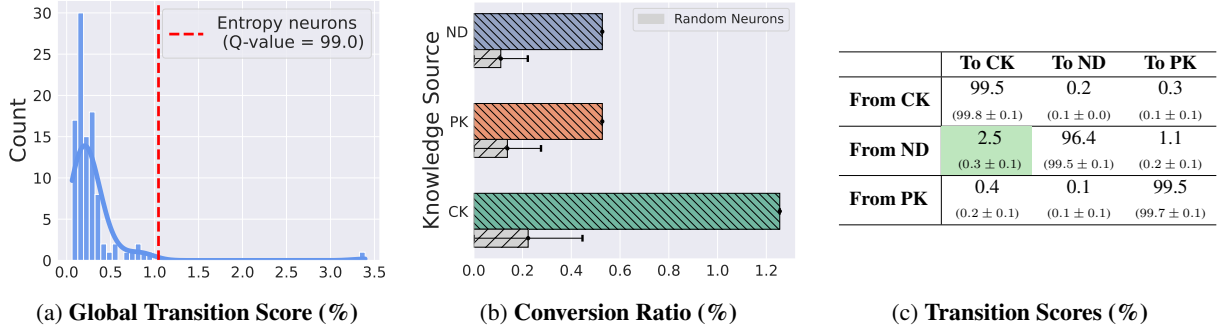 30
25
20
15
10
5
0
Count
Entropy neurons
(Q-value = 99.0)
0.0 0.5 1.0 1.5 2.0 2.5 3.0 3.5
(a) Global Transition Score (%)
Knowledge Source
ND
PK
CK
Random Neurons
0.0 0.2 0.4 0.6 0.8 1.0 1.2
(b) Conversion Ratio (%)
To CK To ND To PK
From CK 99.5 0.2 0.3
(99.8 ± 0.1) (0.1 ± 0.0) (0.1 ± 0.1)
From ND 2.5 96.4 1.1
(0.3 ± 0.1) (99.5 ± 0.1) (0.2 ± 0.1)
From PK 0.4 0.1 99.5
(0.2 ± 0.1) (0.1 ± 0.1) (99.7 ± 0.1)
(c) Transition Scores (%)